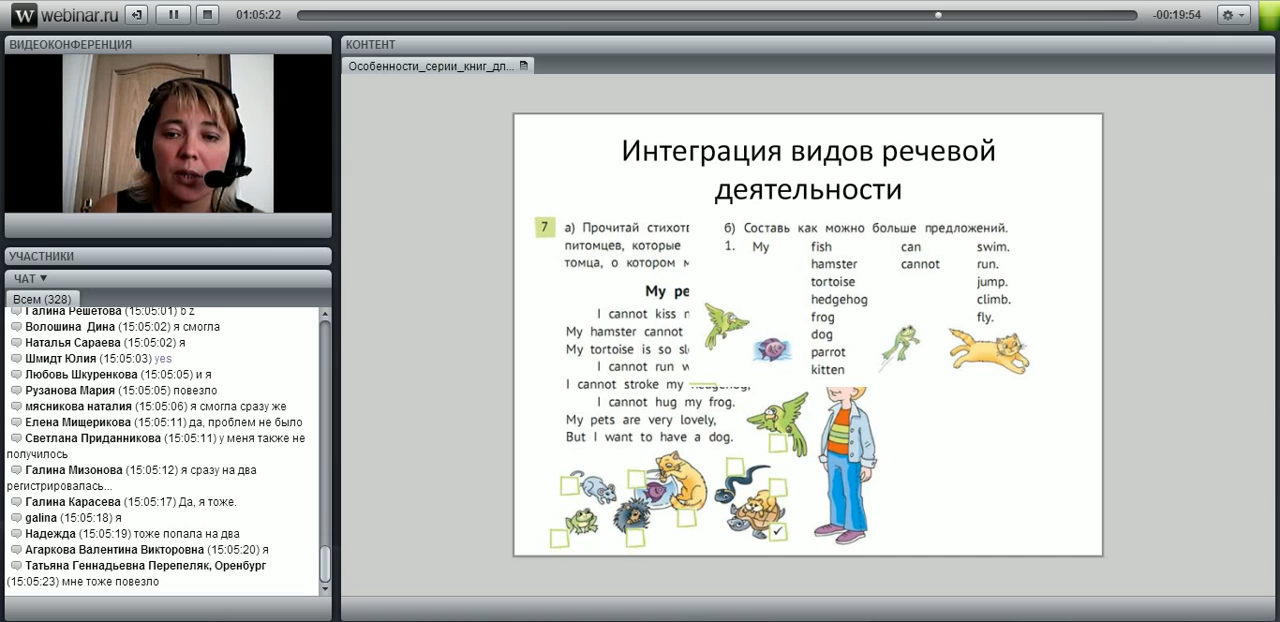 W webinar.ru
01:05:22
-00:19:54
ВИДЕОКОНФЕРЕНЦИЯ
УЧАСТНИКИ
ЧАТ ▼
Всем (328)
Галина Решетова (15:05:01) b z
Волошина Дина (15:05:02) я смогла
Наталья Сараева (15:05:02) я
Шмидт Юлия (15:05:03) yes
Любовь Шкуренкова (15:05:05) и я
Рузанова Мария (15:05:05) повезло
мясникова наталия (15:05:06) я смогла сразу же
Елена Мищерикова (15:05:11) да, проблем не было
Светлана Приданникова (15:05:11) у меня также не
получилось
Галина Мизонова (15:05:12) я сразу на два
регистрировалась...
Галина Карасева (15:05:17) Да, я тоже.
galina (15:05:18) я
Надежда (15:05:19) тоже попала на два
Агаркова Валентина Викторовна (15:05:20) я
Татьяна Геннадьевна Перепеляк, Оренбург
(15:05:23) мне тоже повезло
КОНТЕНТ
Особенности_серии_книг_дл...
Интеграция видов речевой
деятельности
7 а) Прочитай стихот
питомцев, которые
томца, о котором
My pe
I cannot kiss
My hamster cannot
My tortoise is so
I cannot run
I cannot stroke my hedgehog,
I cannot hug my frog.
My pets are very lovely,
But I want to have a dog.
б) Составь как можно больше предложений.
1. My fish can swim.
hamster cannot run.
tortoise jump.
hedgehog climb.
frog fly.
dog
parrot
kitten